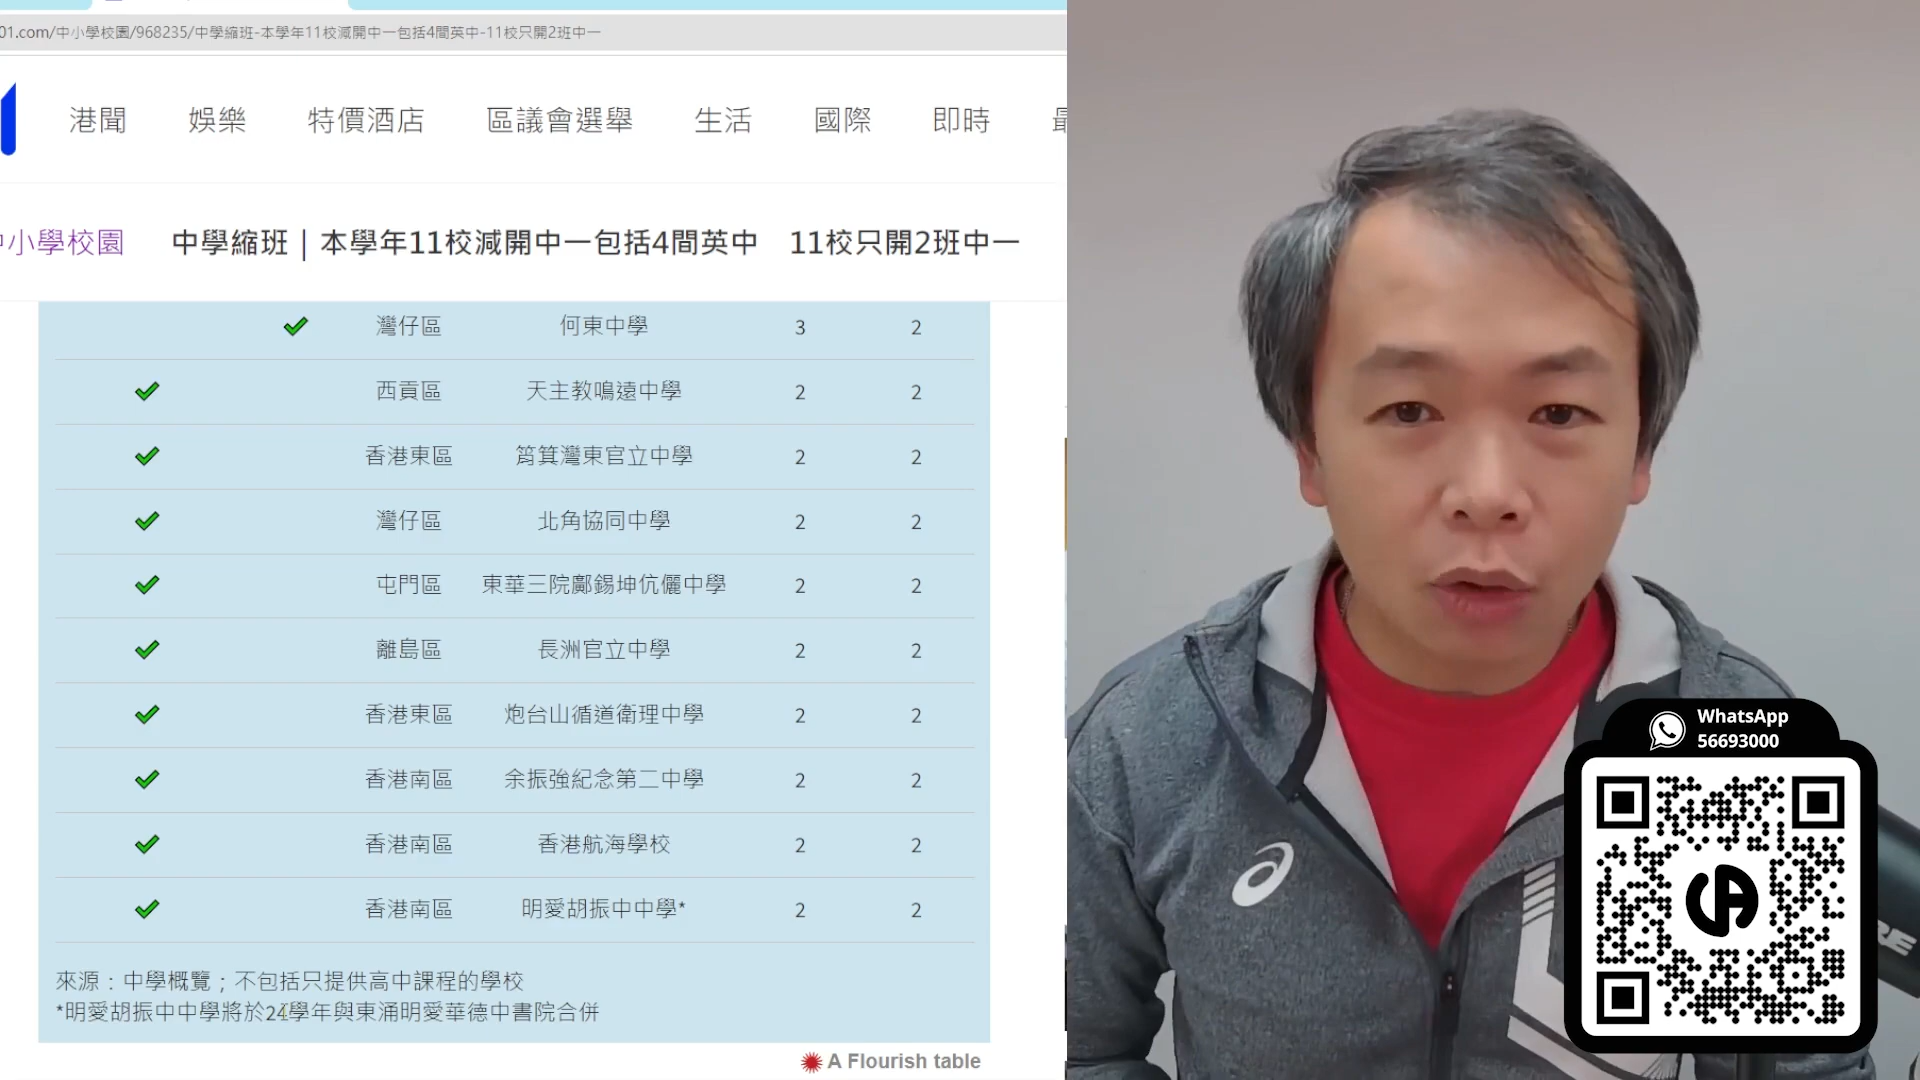 01.com/中小學校園/968235/中學縮班-本學年11校減開中一包括4間英中-11校只開2班中一
港聞 娛樂 特價酒店 區議會選舉 生活 國際 即時
小學校園 中學縮班｜本學年11校減開中一包括4間英中 11校只開2班中一
灣仔區 何東中學 3 2
西貢區 天主教鳴遠中學 2 2
香港東區 筲箕灣東官立中學 2 2
灣仔區 北角協同中學 2 2
屯門區 東華三院鄺錫坤伉儷中學 2 2
離島區 長洲官立中學 2 2
香港東區 炮台山循道衛理中學 2 2
香港南區 余振強紀念第二中學 2 2
香港南區 香港航海學校 2 2
香港南區 明愛胡振中中學* 2 2
來源：中學概覽；不包括只提供高中課程的學校
*明愛胡振中中學將於24學年與東涌明愛華德中書院合併
A Flourish table
WhatsApp
56693000